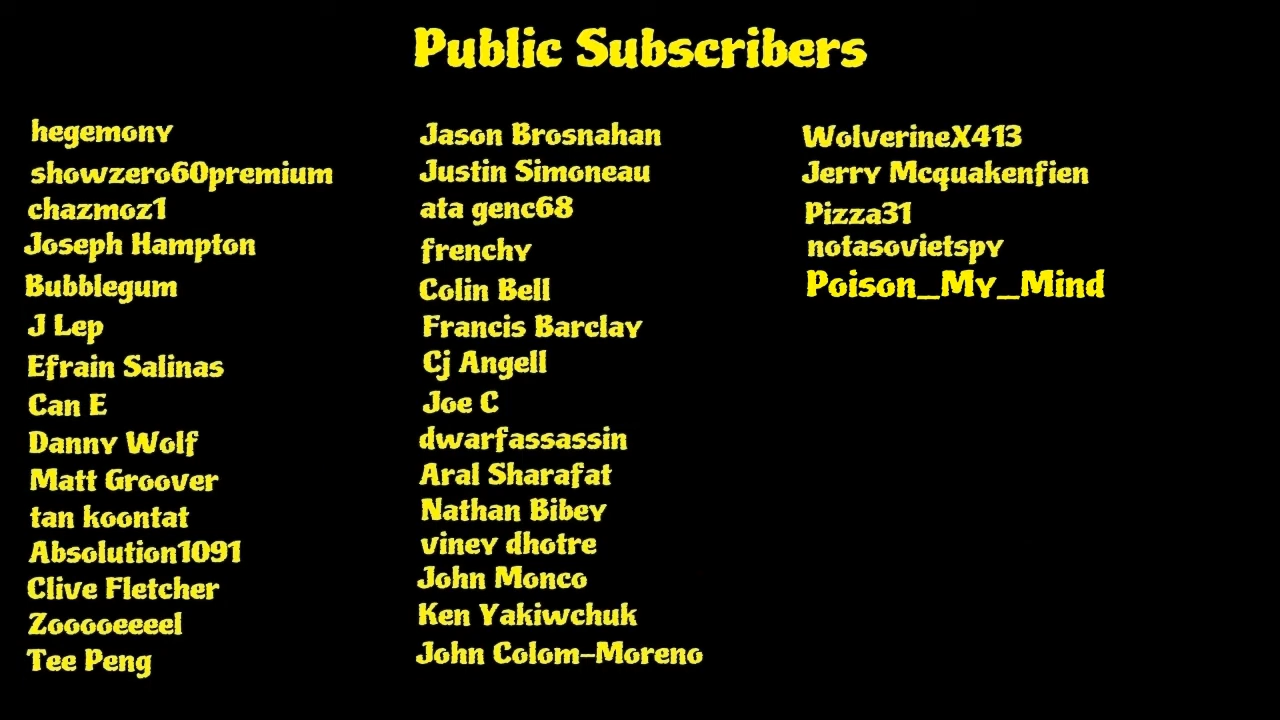 Public Subscribers
hegemony
showzero60premium
chazmoz1
Joseph Hampton
Bubblegum
J Lep
Efrain Salinas
Can E
Danny Wolf
Matt Groover
tan koontat
Absolution1091
Clive Fletcher
Zooooeeeel
Tee Peng
Jason Brosnahan
Justin Simoneau
ata genc68
frenchy
Colin Bell
Francis Barclay
Cj Angell
Joe C
dwarfassassin
Aral Sharafat
Nathan Bibey
viney dhotre
John Monco
Ken Yakiwchuk
John Colom-Moreno
WolverineX413
Jerry Mcquakenfien
Pizza31
notasovietspy
Poison_My_Mind